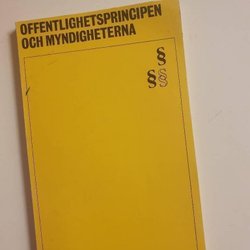 OFFENTLIGHETSPRINCIPEN
OCH MYNDIGHETERNA
§
§ §